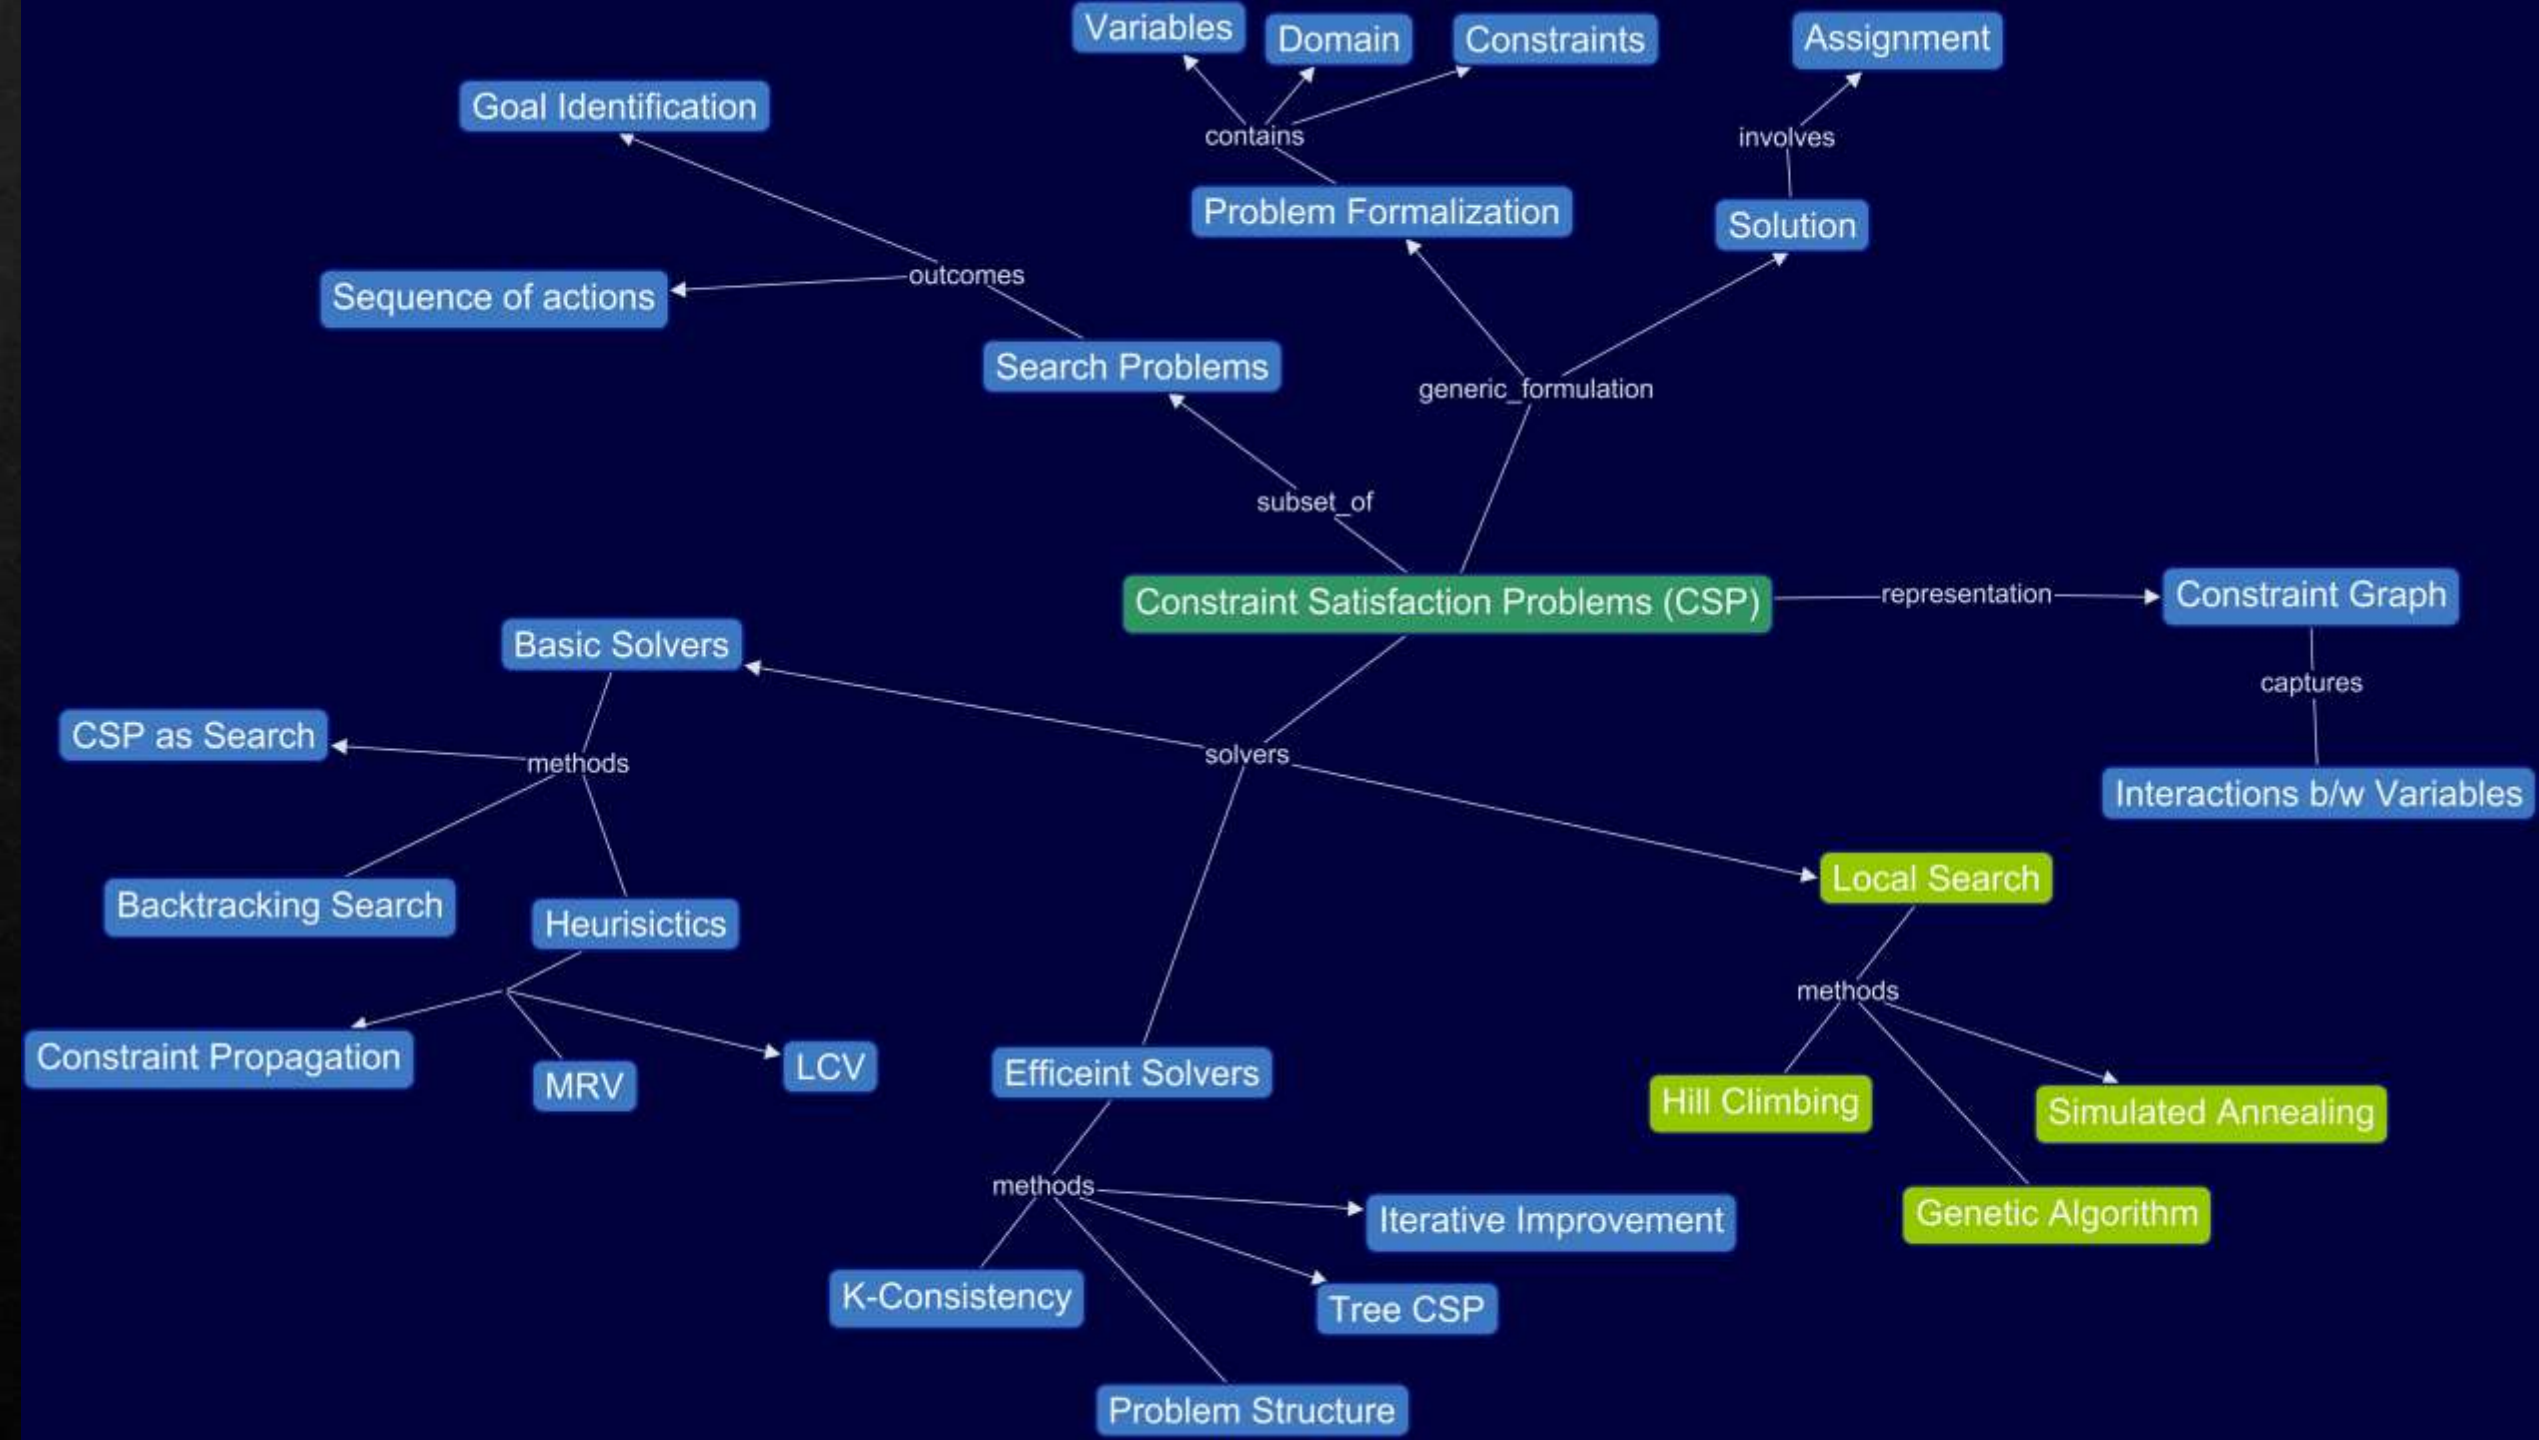 Variables
Domain
Constraints
Assignment
Goal Identification
contains
involves
Problem Formalization
Solution
outcomes
Sequence of actions
Search Problems
generic_formulation
subset_of
Constraint Satisfaction Problems (CSP)
representation
Constraint Graph
Basic Solvers
captures
CSP as Search
methods
solvers
Interactions b/w Variables
Local Search
Backtracking Search
Heurisictics
methods
Constraint Propagation
MRV
LCV
Efficeint Solvers
Hill Climbing
Simulated Annealing
methods
Iterative Improvement
Genetic Algorithm
K-Consistency
Tree CSP
Problem Structure